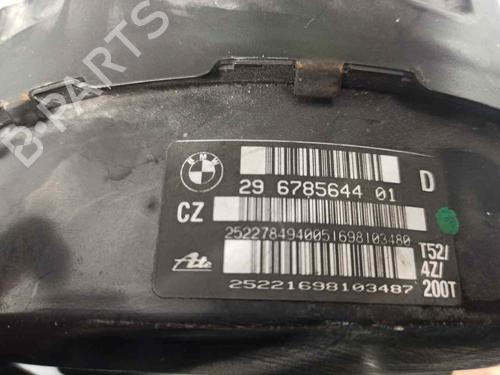 B-PARTS
BMW
29 6785644 01
D
CZ
25227849400516981034​80
Ate
T52/
4Z/
200T
25221698103487